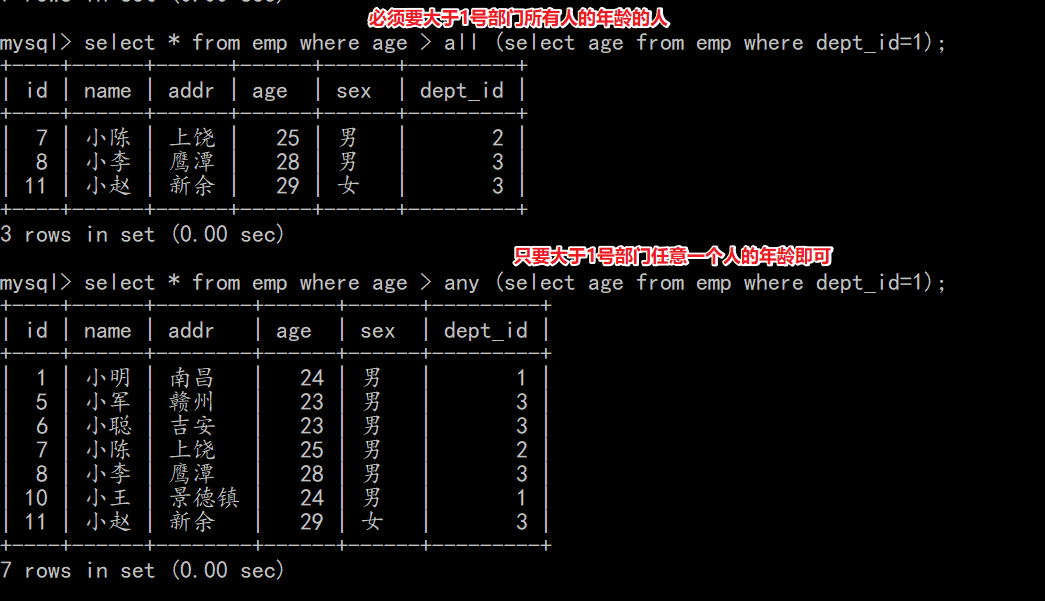 rows in set (0.00 sec)
必须要大于1号部门所有人的年龄的人
mysql> select * from emp where age > all (select age from emp where dept_id=1);
+----+------+------+------+------+---------+
| id | name | addr | age | sex | dept_id |
+----+------+------+------+------+---------+
| 7 | 小陈 | 上饶 | 25 | 男 | 2 |
| 8 | 小李 | 鹰潭 | 28 | 男 | 3 |
| 11 | 小赵 | 新余 | 29 | 女 | 3 |
+----+------+------+------+------+---------+
3 rows in set (0.00 sec)
只要大于1号部门任意一个人的年龄即可
mysql> select * from emp where age > any (select age from emp where dept_id=1);
+----+------+--------+------+------+---------+
| id | name | addr | age | sex | dept_id |
+----+------+--------+------+------+---------+
| 1 | 小明 | 南昌 | 24 | 男 | 1 |
| 5 | 小军 | 赣州 | 23 | 男 | 3 |
| 6 | 小聪 | 吉安 | 23 | 男 | 3 |
| 7 | 小陈 | 上饶 | 25 | 男 | 2 |
| 8 | 小李 | 鹰潭 | 28 | 男 | 3 |
| 10 | 小王 | 景德镇 | 24 | 男 | 1 |
| 11 | 小赵 | 新余 | 29 | 女 | 3 |
+----+------+--------+------+------+---------+
7 rows in set (0.00 sec)